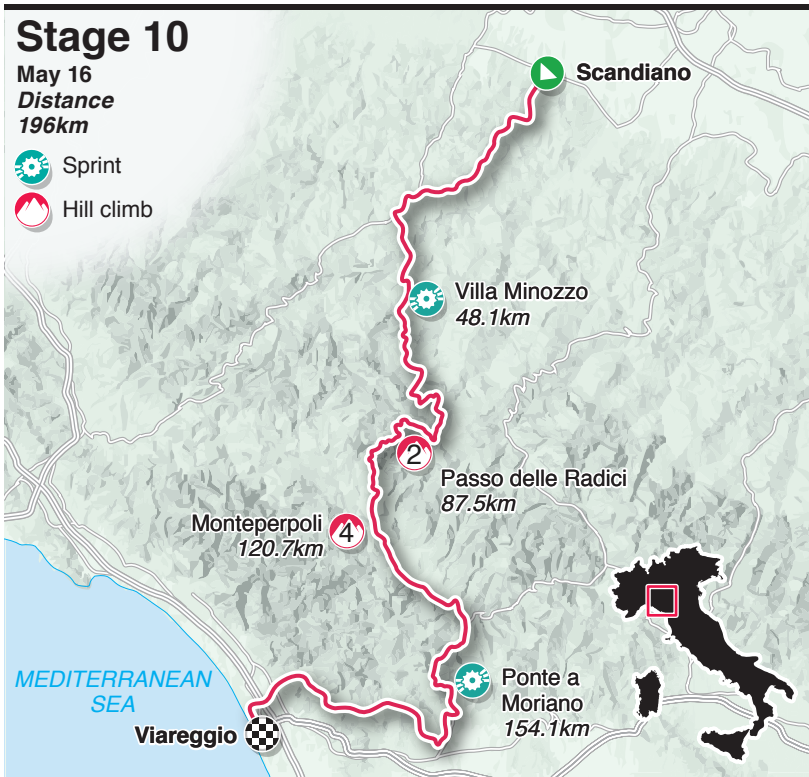 Stage 10
May 16
Distance
196km
Sprint
Hill climb
Scandiano
Villa Minozzo
48.1km
2
Passo delle Radici
87.5km
Monteperpoli
120.7km
4
MEDITERRANEAN
SEA
Ponte a
Moriano
154.1km
Viareggio